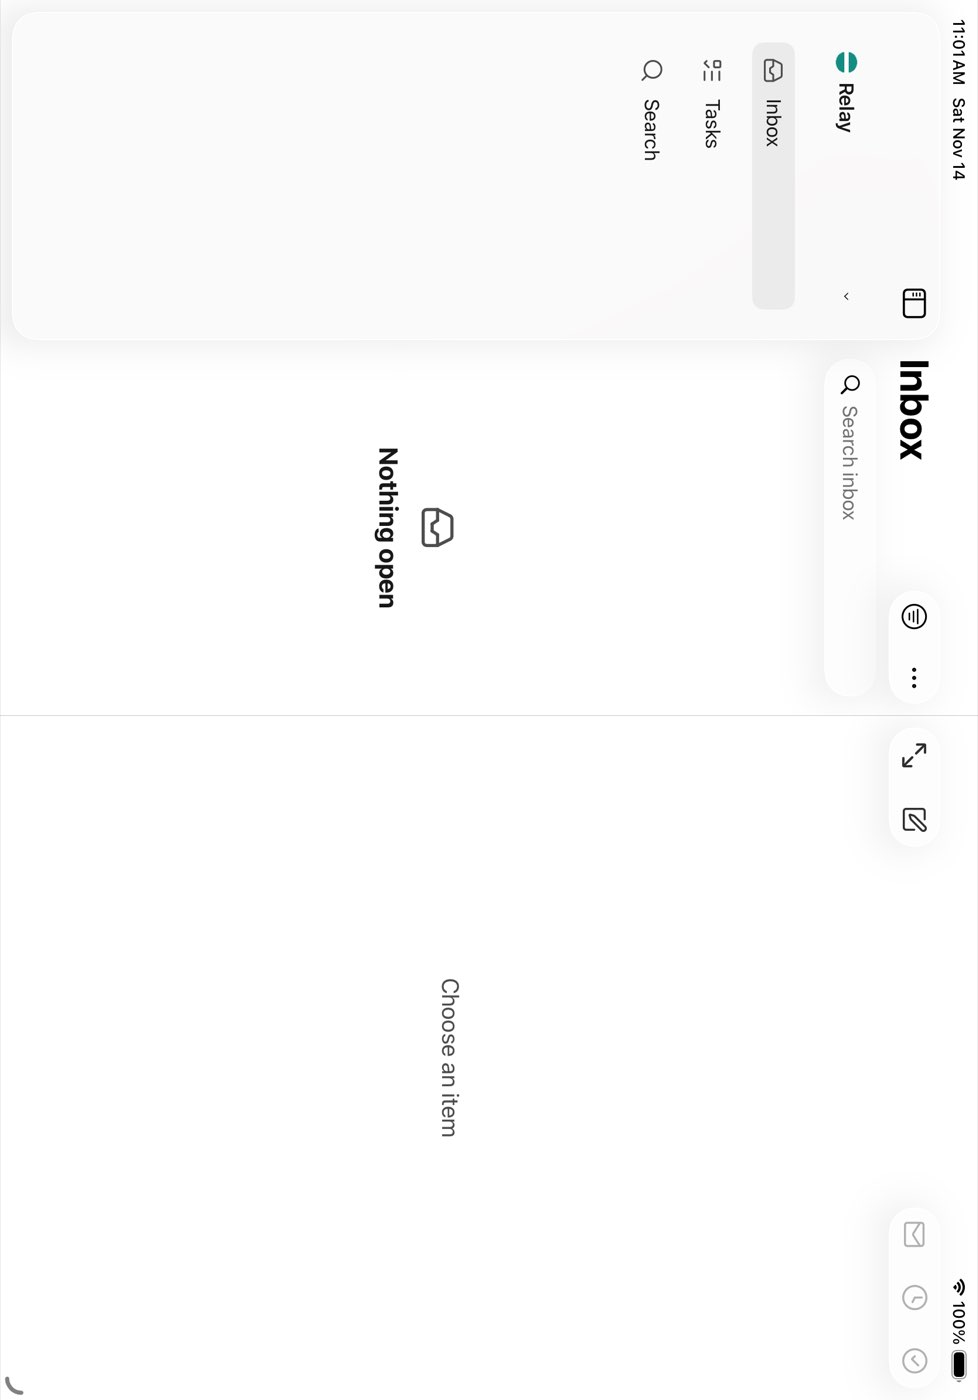 11:01 AM Sat Nov 14
100%
Relay
Inbox
Tasks
Search
Inbox
Search inbox
Nothing open
Choose an item